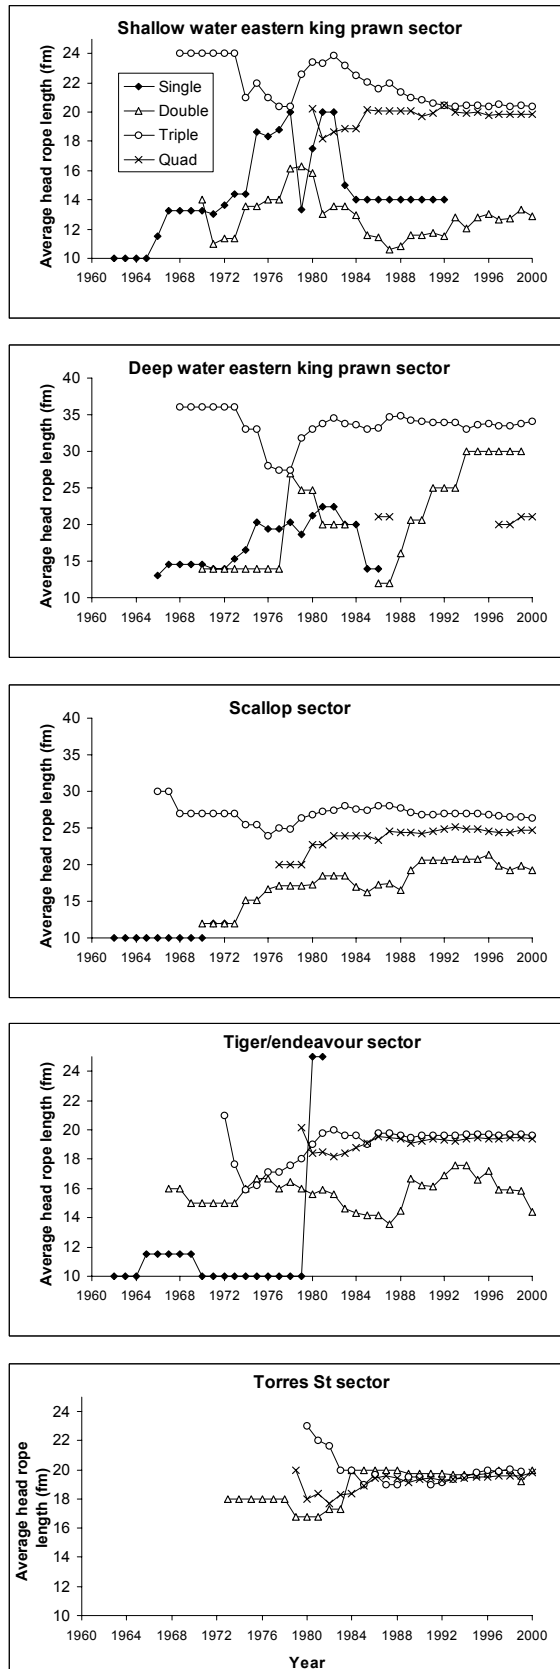 Shallow water eastern king prawn sector
Average head rope length (fm)
24
22
20
18
16
14
12
10
Single
Double
Triple
Quad
1960 1964 1968 1972 1976 1980 1984 1988 1992 1996 2000
Deep water eastern king prawn sector
Average head rope length (fm)
40
35
30
25
20
15
10
1960 1964 1968 1972 1976 1980 1984 1988 1992 1996 2000
Scallop sector
Average head rope length (fm)
40
30
25
20
10
1960 1964 1968 1972 1976 1980 1984 1988 1992 1996 2000
Tiger/endeavour sector
Average head rope length (fm)
24
22
20
18
16
14
12
10
1960 1964 1968 1972 1976 1980 1984 1988 1992 1996 2000
Torres St sector
Average head rope
length (fm)
24
22
20
18
16
14
12
10
1960 1964 1968 1972 1976 1980 1984 1988 1992 1996 2000
Year